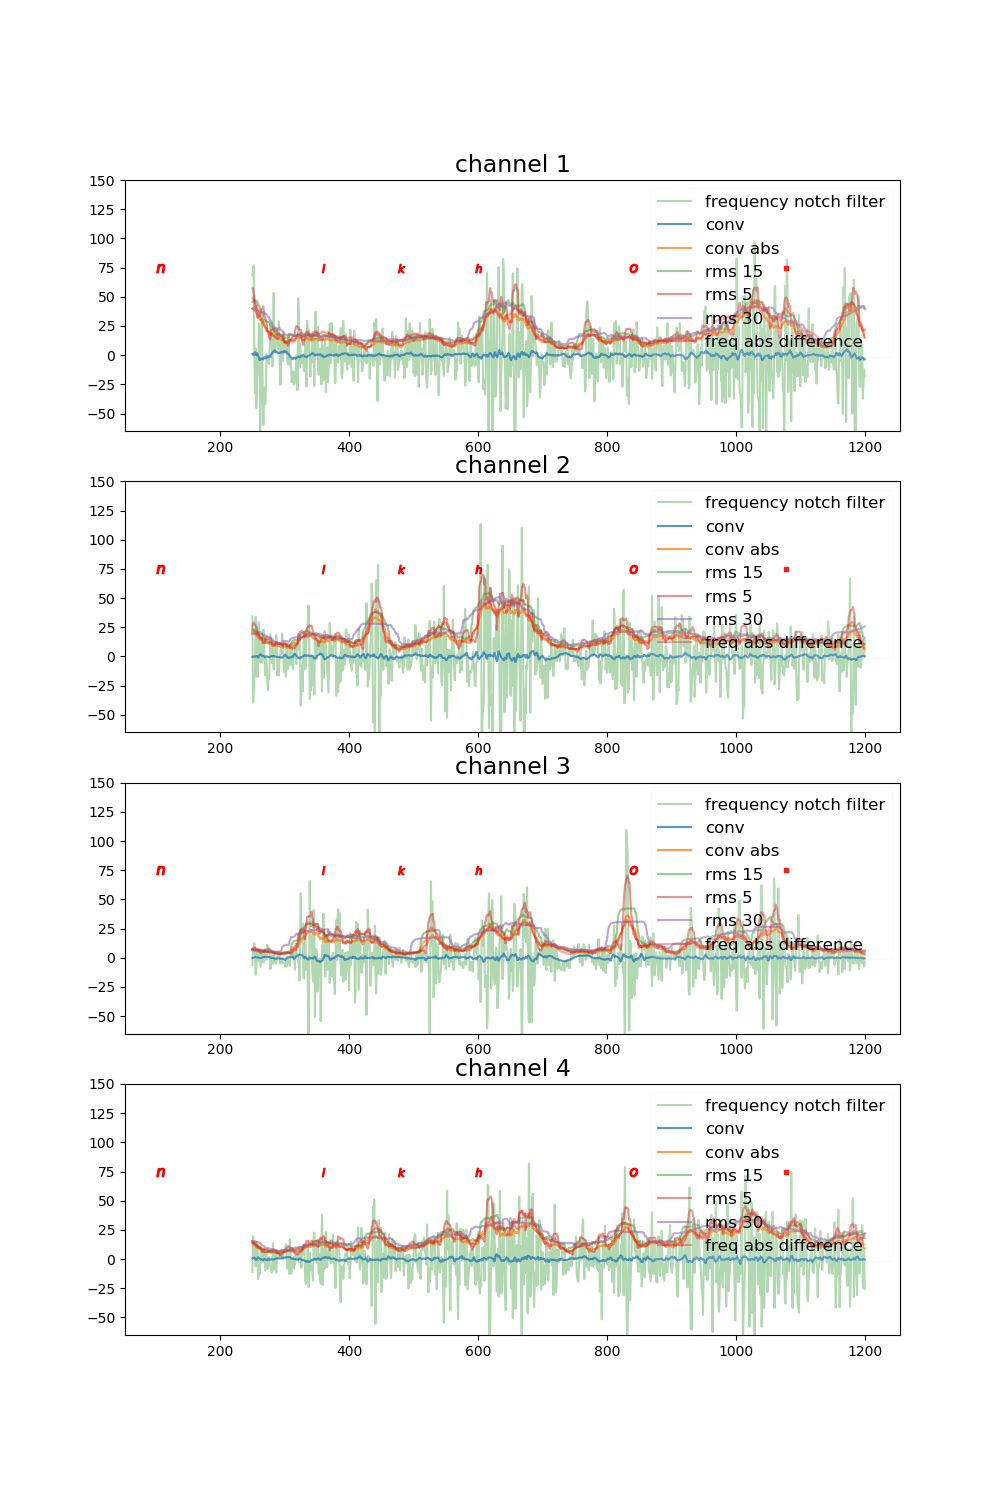 channel 1
150
125
100
75
50
25
0
−25
−50
n l k h o .
frequency notch filter
conv
conv abs
rms 15
rms 5
rms 30
freq abs difference
200 400 600 800 1000 1200
channel 2
150
125
100
75
50
25
0
−25
−50
n l k h o .
frequency notch filter
conv
conv abs
rms 15
rms 5
rms 30
freq abs difference
200 400 600 800 1000 1200
channel 3
150
125
100
75
50
25
0
−25
−50
n l k h o .
frequency notch filter
conv
conv abs
rms 15
rms 5
rms 30
freq abs difference
200 400 600 800 1000 1200
channel 4
150
125
100
75
50
25
0
−25
−50
n l k h o .
frequency notch filter
conv
conv abs
rms 15
rms 5
rms 30
freq abs difference
200 400 600 800 1000 1200